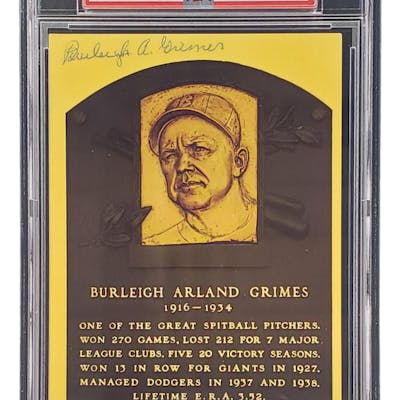 Burleigh A. Grimes
BURLEIGH ARLAND GRIMES
1916-1934
ONE OF THE GREAT SPITBALL PITCHERS.
WON 270 GAMES, LOST 212 FOR 7 MAJOR
LEAGUE CLUBS. FIVE 20 VICTORY SEASONS.
WON 13 IN ROW FOR GIANTS IN 1927.
MANAGED DODGERS IN 1937 AND 1938.
LIFETIME E.R.A. 3.52.